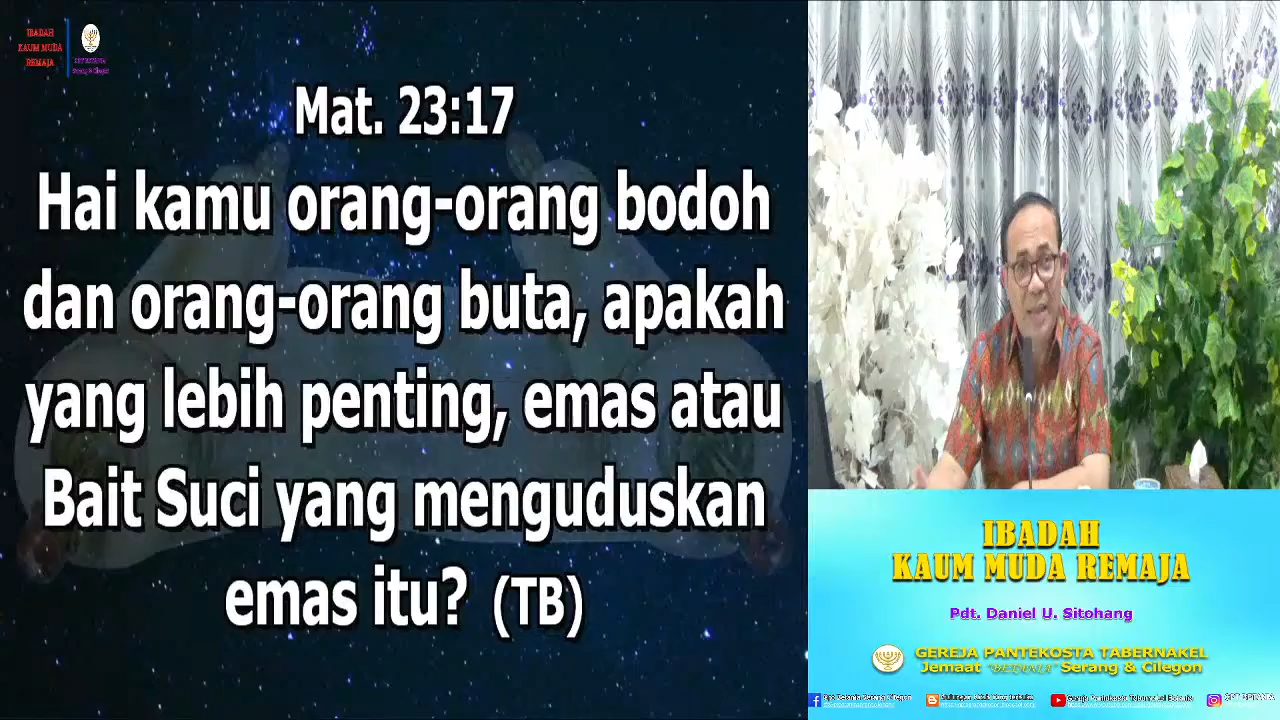 IBADAH
KAUM MUDA
REMAJA
Mat. 23:17
Hai kamu orang-orang bodoh
dan orang-orang buta, apakah
yang lebih penting, emas atau
Bait Suci yang menguduskan
emas itu? (TB)
IBADAH
KAUM MUDA REMAJA
Pdt. Daniel U. Sitohang
GEREJA PANTEKOSTA TABERNAKEL
Jemaat "BETANIA" Serang & Cilegon